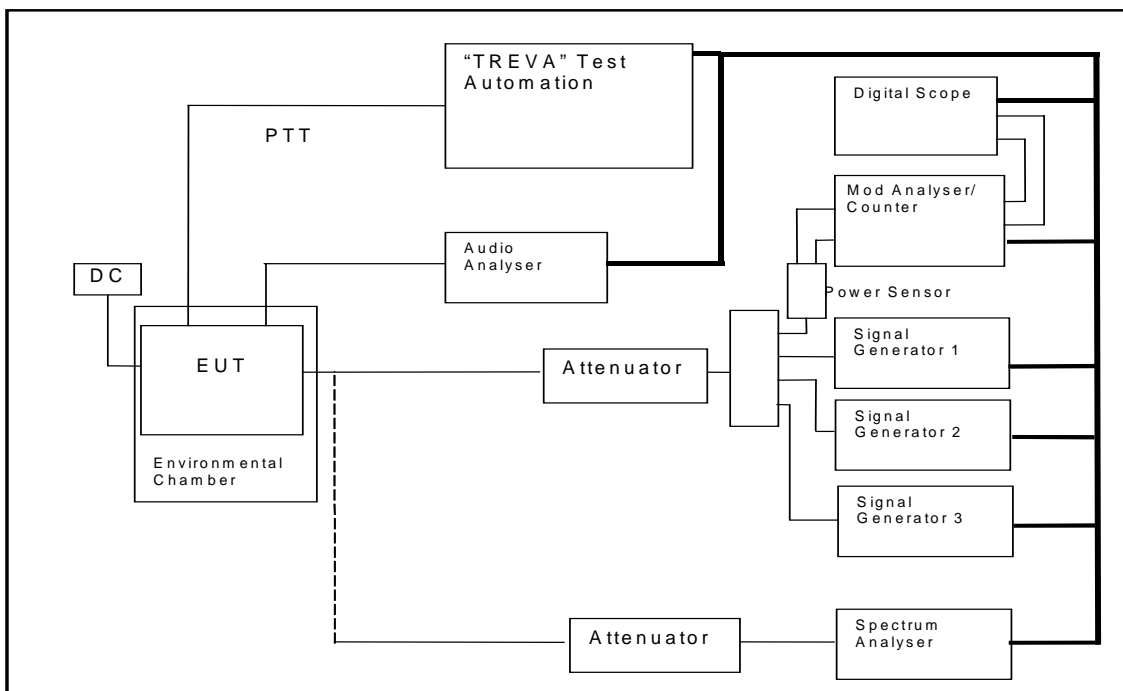 “TREVA” Test
Automation
Digital Scope
PTT
Mod Analyser/
Counter
Audio
Analyser
DC
Power Sensor
EUT
Attenuator
Signal
Generator 1
Signal
Generator 2
Environmental
Chamber
Signal
Generator 3
Attenuator
Spectrum
Analyser